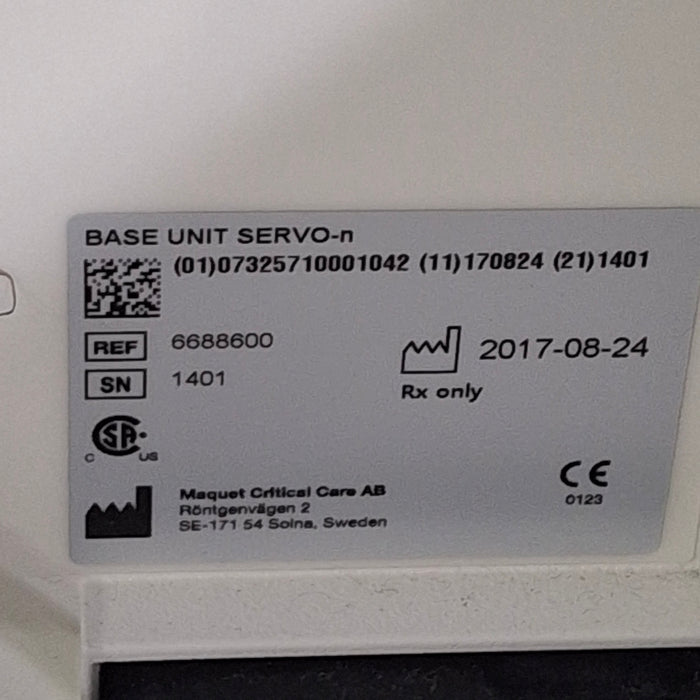 BASE UNIT SERVO-n
(01)07325710001042 (11)170824 (21)1401
REF 6688600
2017-08-24
SN 1401
Rx only
CSA
C US
CE
0123
Maquet Critical Care AB
Röntgenvägen 2
SE-171 54 Solna, Sweden